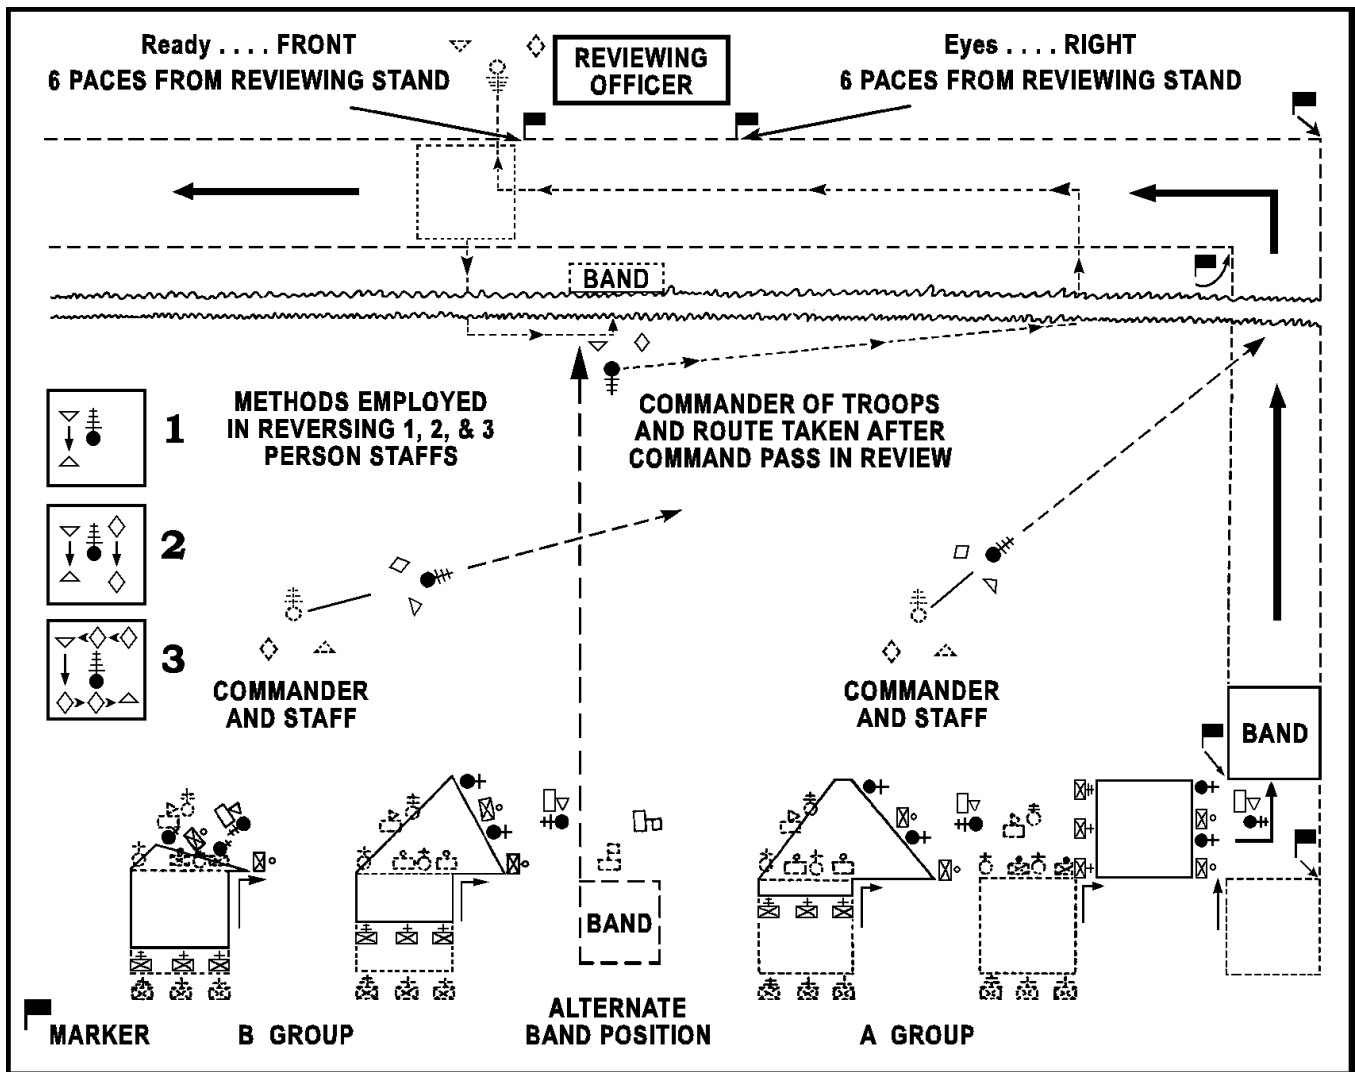 Ready .... FRONT
6 PACES FROM REVIEWING STAND
REVIEWING
OFFICER
Eyes .... RIGHT
6 PACES FROM REVIEWING STAND
BAND
METHODS EMPLOYED
IN REVERSING 1, 2, & 3
PERSON STAFFS
1
2
3
COMMANDER OF TROOPS
AND ROUTE TAKEN AFTER
COMMAND PASS IN REVIEW
COMMANDER
AND STAFF
COMMANDER
AND STAFF
BAND
BAND
MARKER
B GROUP
ALTERNATE
BAND POSITION
A GROUP